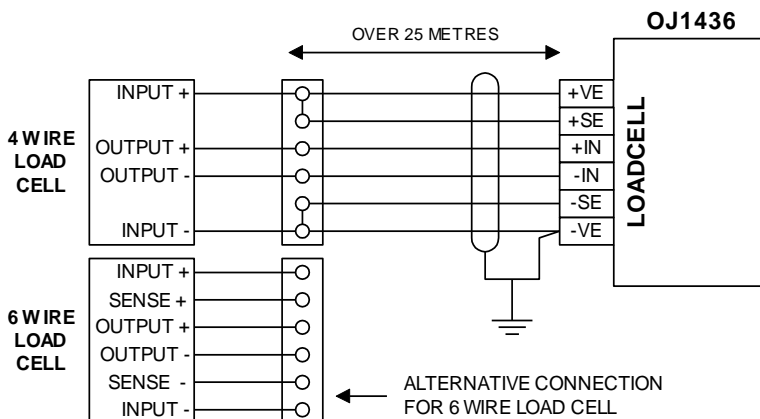 OJ1436
OVER 25 METRES
4 WIRE
LOAD
CELL
INPUT +
OUTPUT +
OUTPUT -
INPUT -
+VE
+SE
+IN
-IN
-SE
-VE
LOADCELL
6 WIRE
LOAD
CELL
INPUT +
SENSE +
OUTPUT +
OUTPUT -
SENSE -
INPUT -
ALTERNATIVE CONNECTION
FOR 6 WIRE LOAD CELL